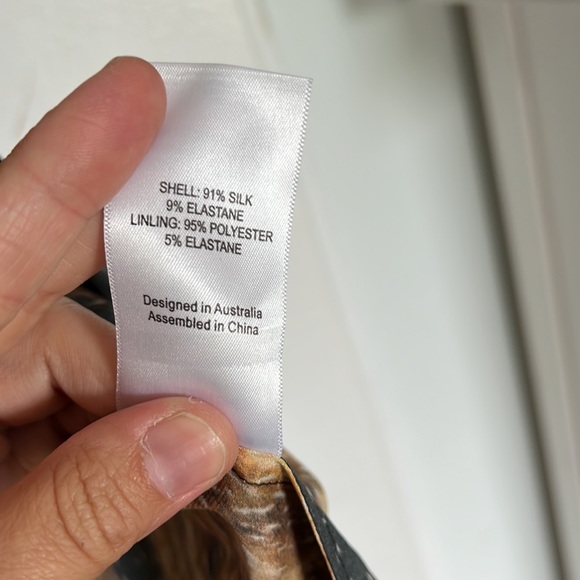 SHELL: 91% SILK
9% ELASTANE
LINLING: 95% POLYESTER
5% ELASTANE
Designed in Australia
Assembled in China